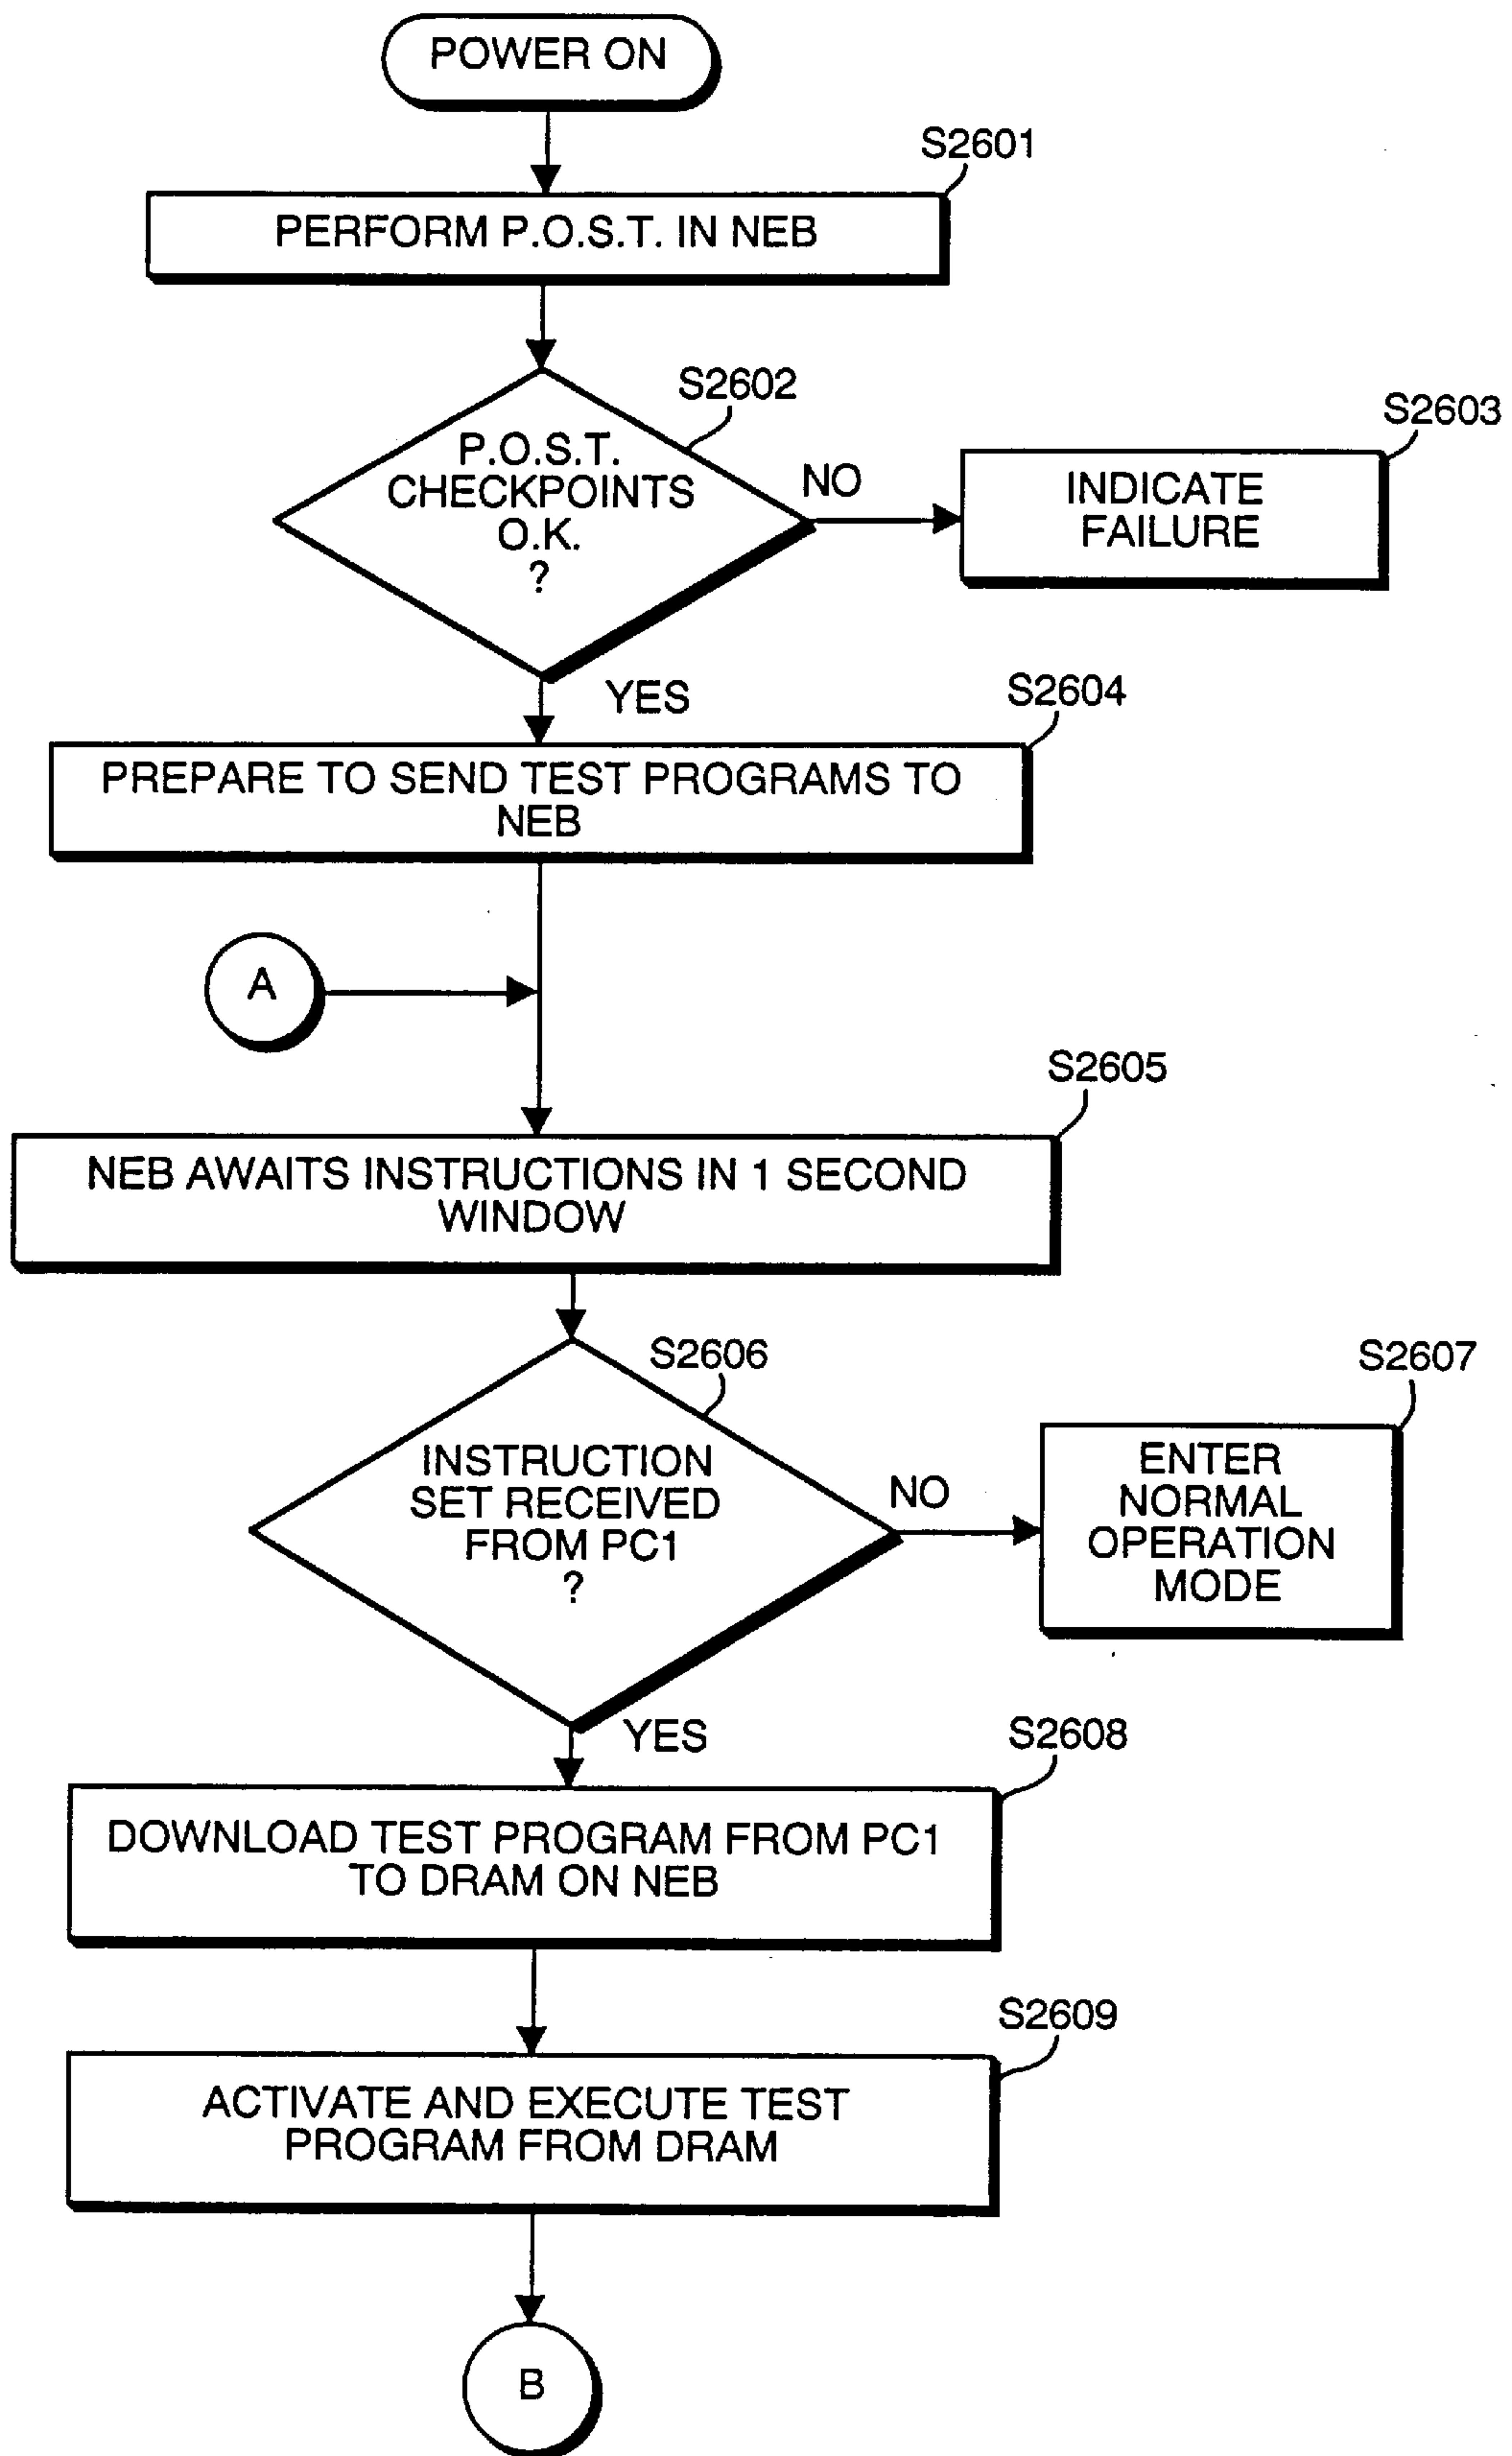 POWER ON
S2601
PERFORM P.O.S.T. IN NEB
S2602
P.O.S.T.
CHECKPOINTS
O.K.
?
NO
S2603
INDICATE
FAILURE
YES
S2604
PREPARE TO SEND TEST PROGRAMS TO
NEB
A
S2605
NEB AWAITS INSTRUCTIONS IN 1 SECOND
WINDOW
S2606
INSTRUCTION
SET RECEIVED
FROM PC1
?
NO
S2607
ENTER
NORMAL
OPERATION
MODE
YES
S2608
DOWNLOAD TEST PROGRAM FROM PC1
TO DRAM ON NEB
S2609
ACTIVATE AND EXECUTE TEST
PROGRAM FROM DRAM
B